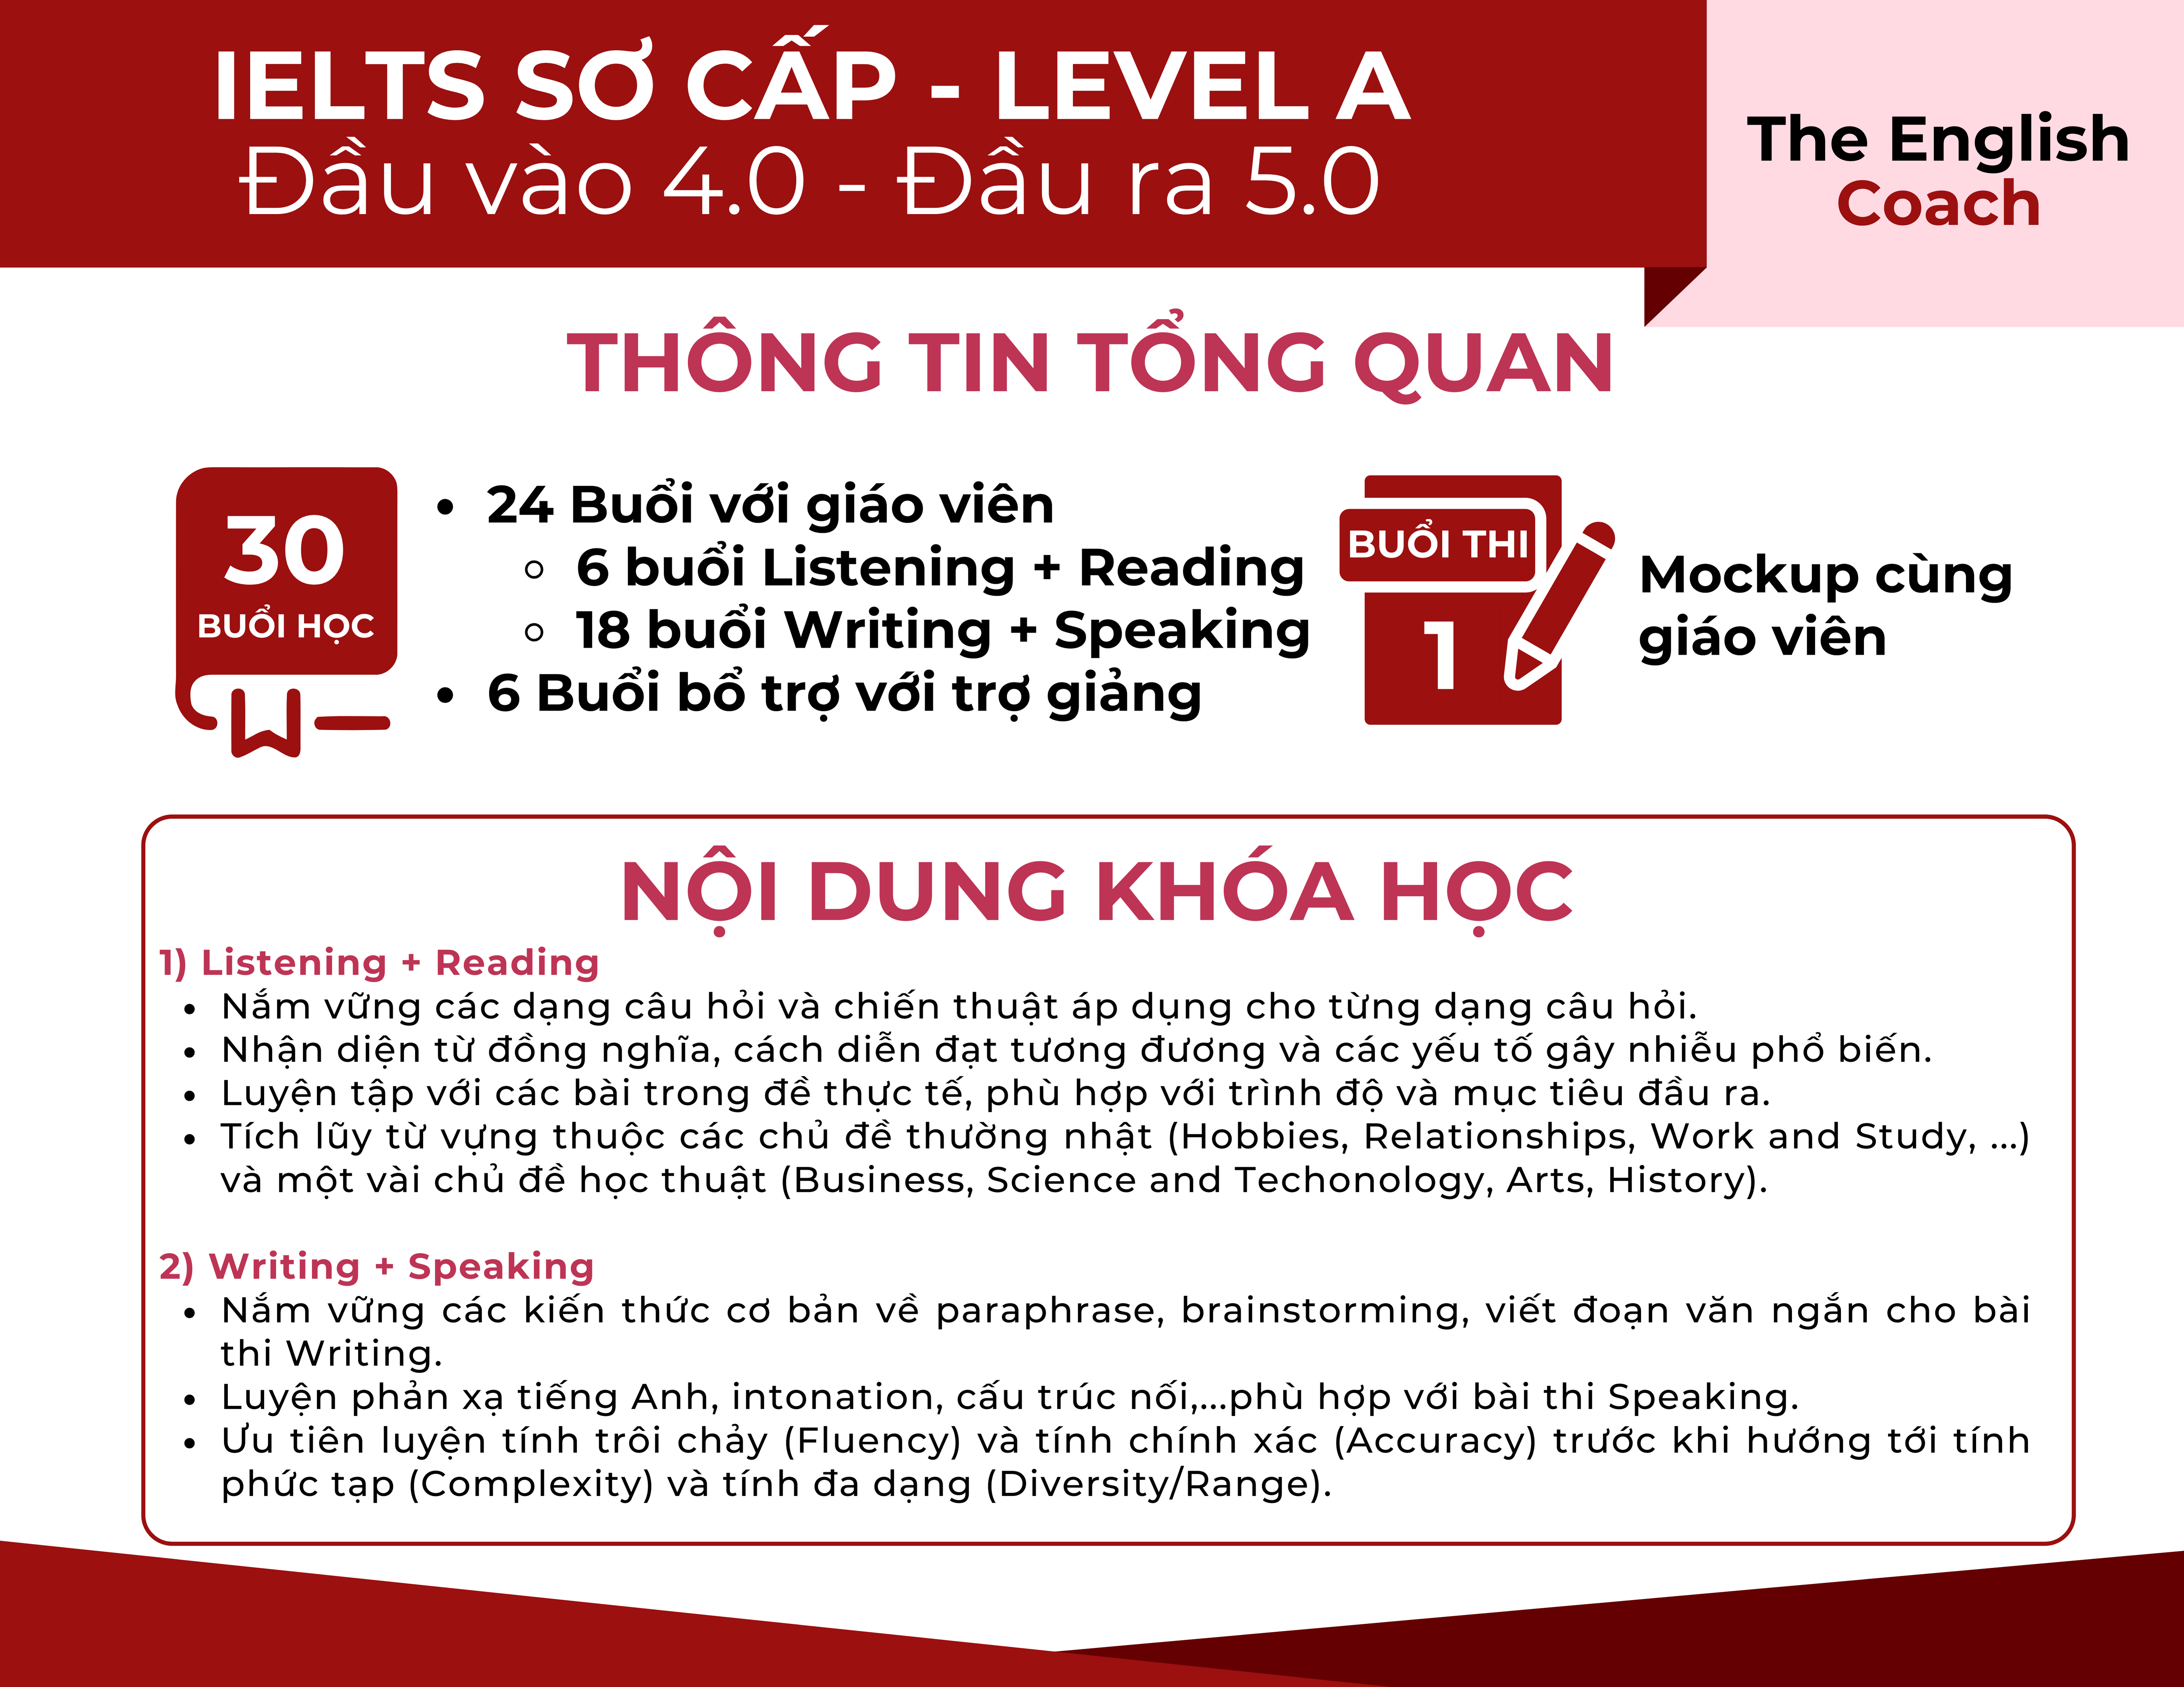 IELTS SƠ CẤP - LEVEL A
Đầu vào 4.0 - Đầu ra 5.0
The English
Coach
THÔNG TIN TỔNG QUAN
30
BUỔI HỌC
• 24 Buổi với giáo viên
○ 6 buổi Listening + Reading
○ 18 buổi Writing + Speaking
• 6 Buổi bổ trợ với trợ giảng
BUỔI THI
1
Mockup cùng
giáo viên
NỘI DUNG KHÓA HỌC
1) Listening + Reading
• Nắm vững các dạng câu hỏi và chiến thuật áp dụng cho từng dạng câu hỏi.
• Nhận diện từ đồng nghĩa, cách diễn đạt tương đương và các yếu tố gây nhiễu phổ biến.
• Luyện tập với các bài trong đề thực tế, phù hợp với trình độ và mục tiêu đầu ra.
• Tích lũy từ vựng thuộc các chủ đề thường nhật (Hobbies, Relationships, Work and Study, ...)
và một vài chủ đề học thuật (Business, Science and Techonology, Arts, History).
2) Writing + Speaking
• Nắm vững các kiến thức cơ bản về paraphrase, brainstorming, viết đoạn văn ngắn cho bài
thi Writing.
• Luyện phản xạ tiếng Anh, intonation, cấu trúc nối,...phù hợp với bài thi Speaking.
• Ưu tiên luyện tính trôi chảy (Fluency) và tính chính xác (Accuracy) trước khi hướng tới tính
phức tạp (Complexity) và tính đa dạng (Diversity/Range).